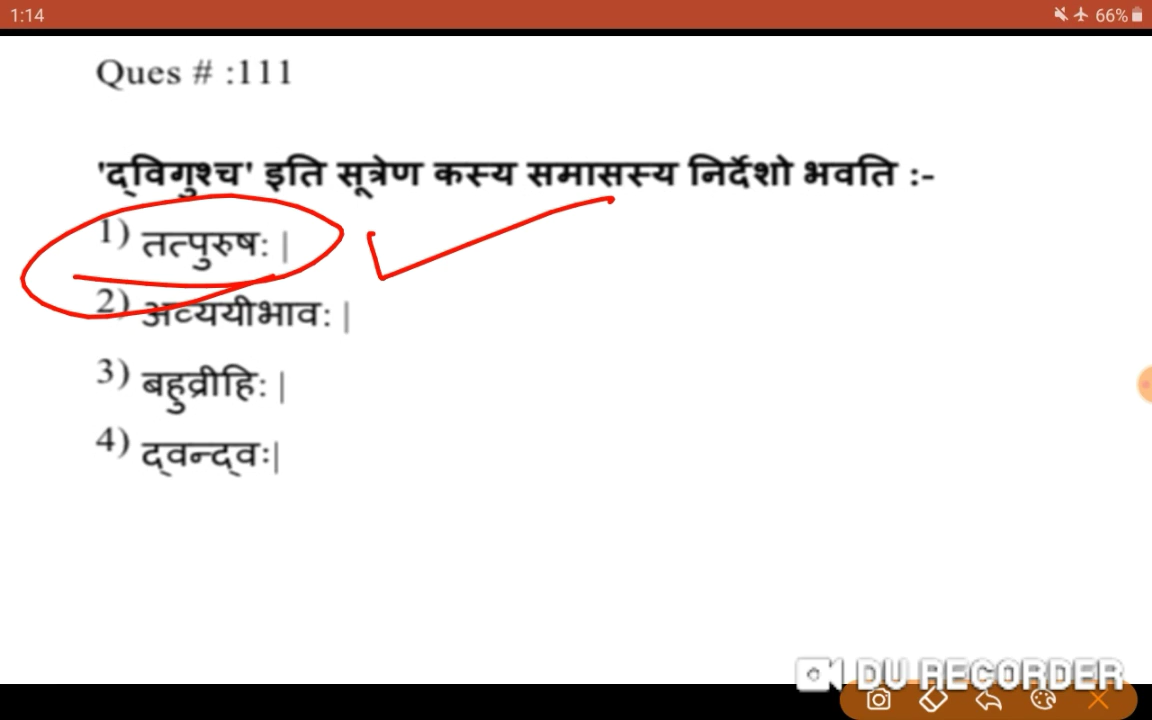 1:14 66%
Ques # :111
'द्विगुश्च' इति सूत्रेण कस्य समासस्य निर्देशो भवति :-
1) तत्पुरुष: |
2) अव्ययीभाव: |
3) बहुव्रीहि: |
4) द्वन्द्वः|
DU RECORDER